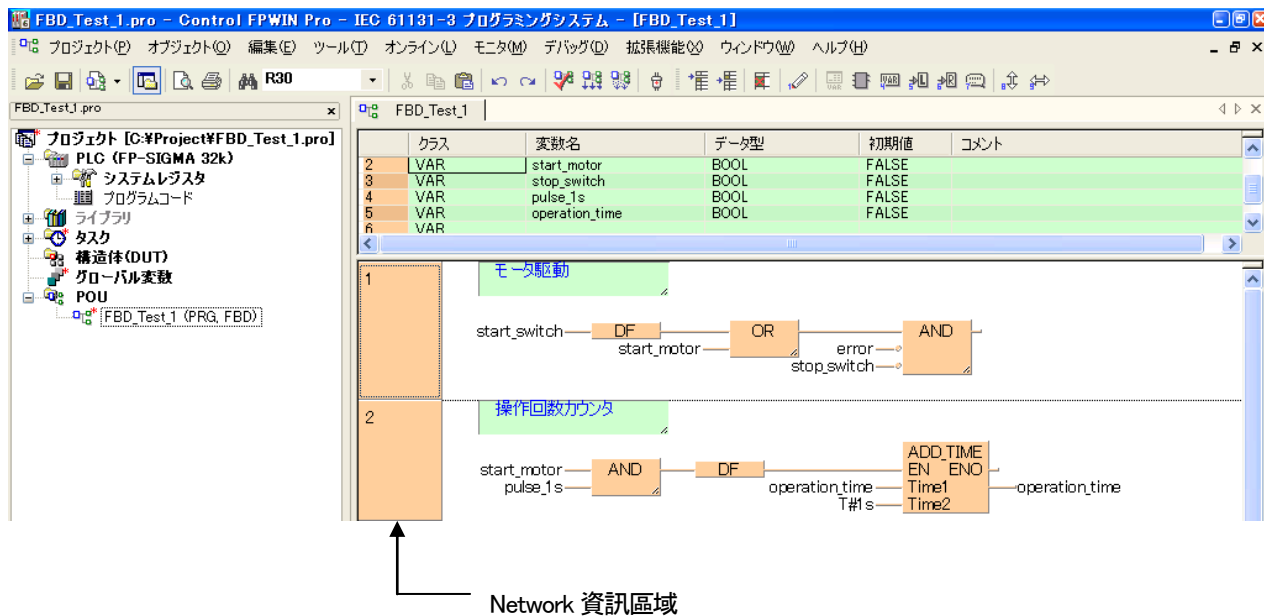 FBD_Test_1.pro - Control FPWIN Pro - IEC 61131-3 プログラミングシステム - [FBD_Test_1]
プロジェクト(P) オブジェクト(O) 編集(E) ツール(T) オンライン(L) モニタ(M) デバッグ(D) 拡張機能(X) ウィンドウ(W) ヘルプ(H)
R30
FBD_Test_1.pro
FBD_Test_1
プロジェクト [C:¥Project¥FBD_Test_1.pro]
PLC (FP-SIGMA 32k)
システムレジスタ
プログラムコード
ライブラリ
タスク
構造体(DUT)
グローバル変数
POU
FBD_Test_1 (PRG, FBD)
クラス 変数名 データ型 初期値 コメント
2 VAR start_motor BOOL FALSE
3 VAR stop_switch BOOL FALSE
4 VAR pulse_1s BOOL FALSE
5 VAR operation_time BOOL FALSE
6 VAR
1
モータ駆動
start_switch DF OR AND
start_motor error
stop_switch
2
操作回数カウンタ
ADD_TIME
start_motor AND DF EN ENO
pulse_1s operation_time Time1 operation_time
T#1s Time2
Network 資訊區域